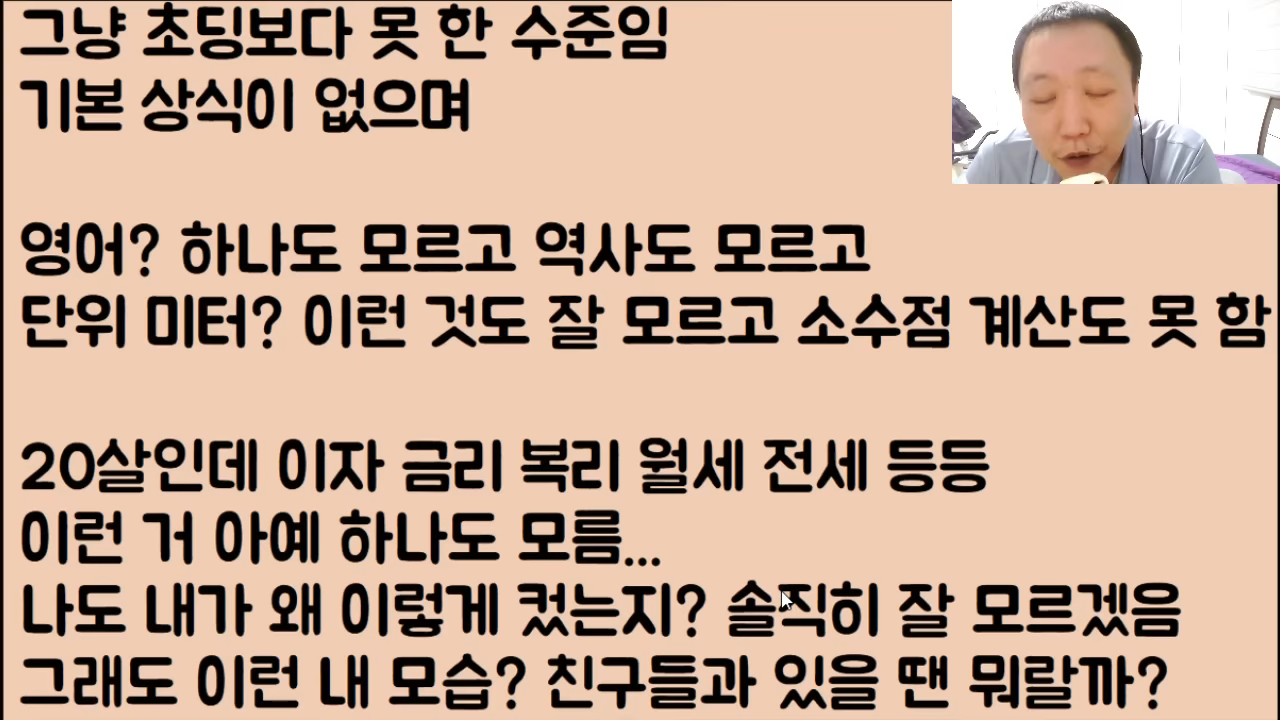 그냥 초딩보다 못 한 수준임
기본 상식이 없으며
영어? 하나도 모르고 역사도 모르고
단위 미터? 이런 것도 잘 모르고 소수점 계산도 못 함
20살인데 이자 금리 복리 월세 전세 등등
이런 거 아예 하나도 모름...
나도 내가 왜 이렇게 컸는지? 솔직히 잘 모르겠음
그래도 이런 내 모습? 친구들과 있을 땐 뭐랄까?